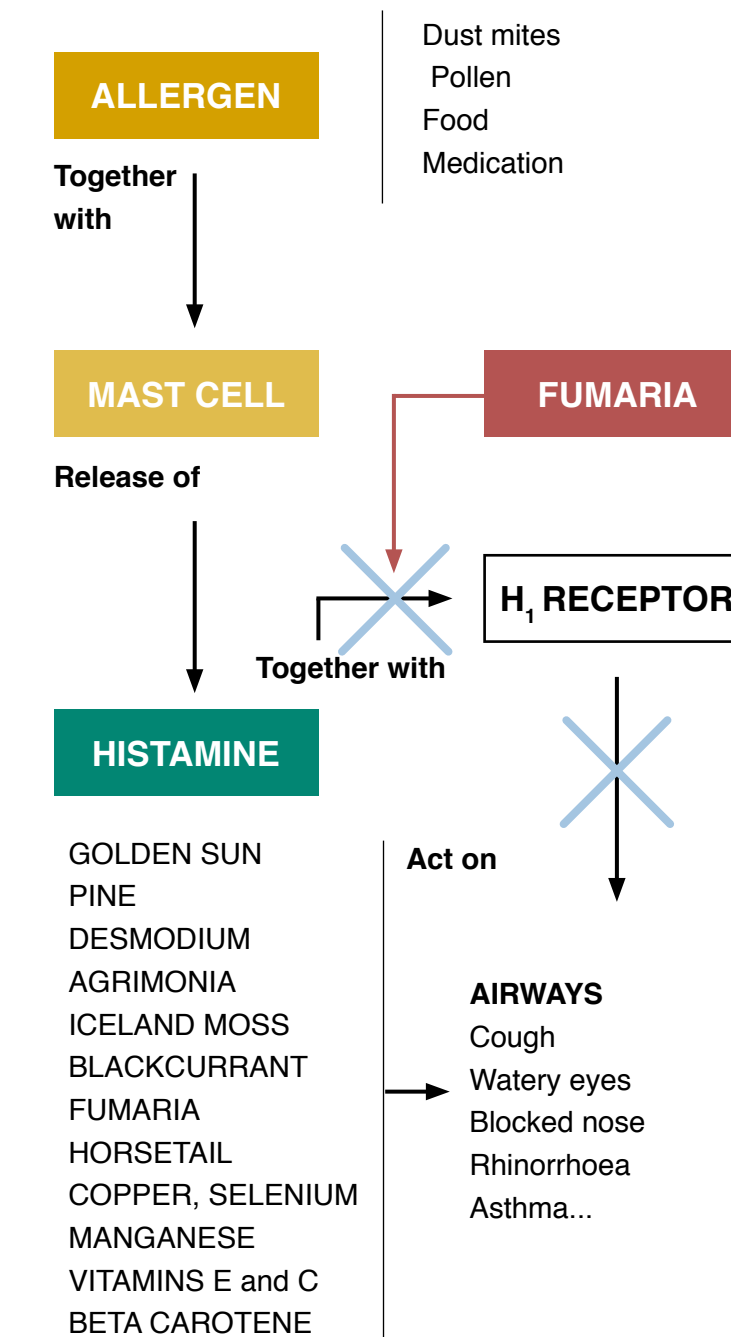 ALLERGEN
Dust mites
Pollen
Food
Medication
Together
with
MAST CELL
FUMARIA
Release of
H₁ RECEPTOR
Together with
HISTAMINE
GOLDEN SUN
PINE
DESMODIUM
AGRIMONIA
ICELAND MOSS
BLACKCURRANT
FUMARIA
HORSETAIL
COPPER, SELENIUM
MANGANESE
VITAMINS E and C
BETA CAROTENE
Act on
AIRWAYS
Cough
Watery eyes
Blocked nose
Rhinorrhoea
Asthma...